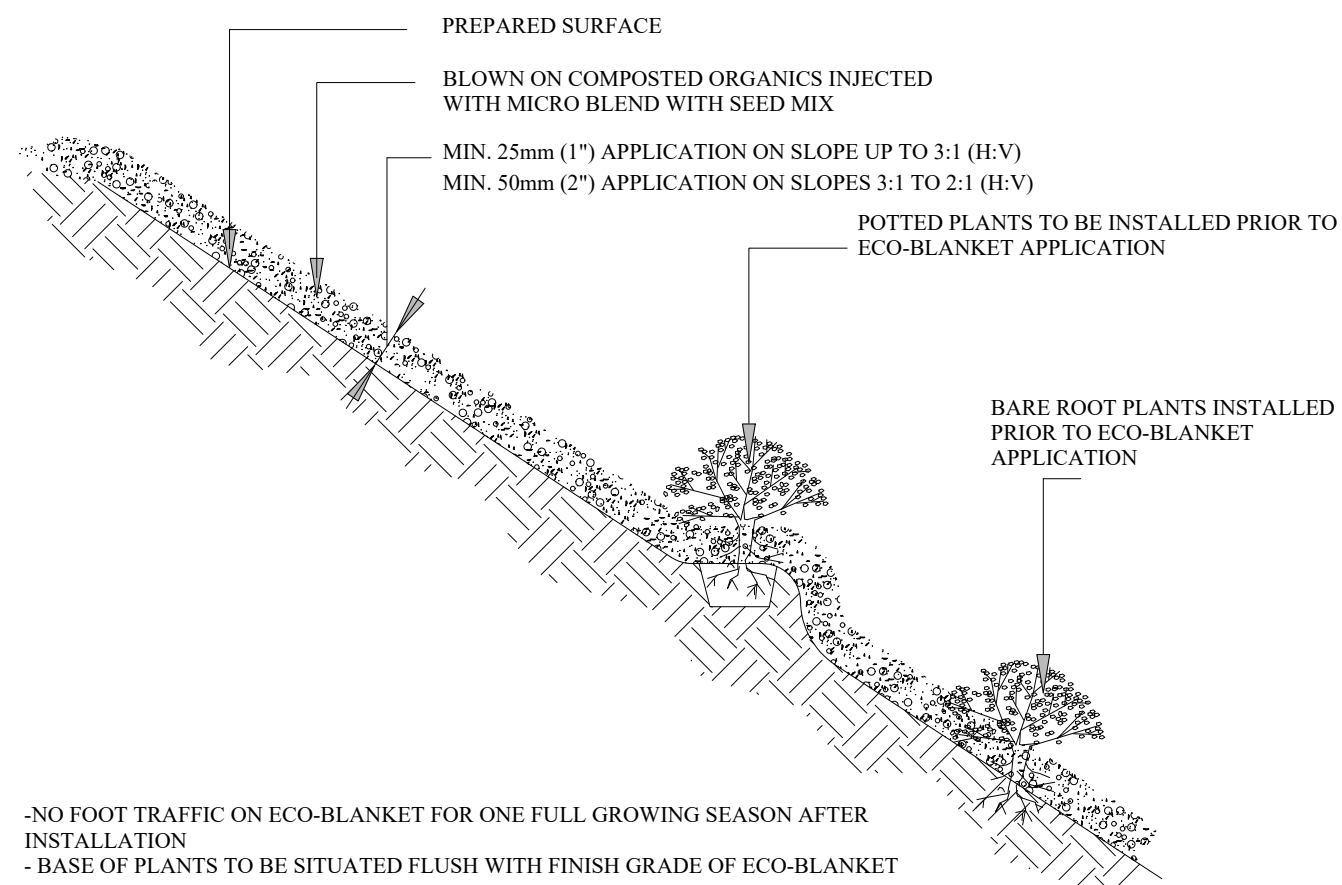 PREPARED SURFACE
BLOWN ON COMPOSTED ORGANICS INJECTED
WITH MICRO BLEND WITH SEED MIX
MIN. 25mm (1") APPLICATION ON SLOPE UP TO 3:1 (H:V)
MIN. 50mm (2") APPLICATION ON SLOPES 3:1 TO 2:1 (H:V)
POTTED PLANTS TO BE INSTALLED PRIOR TO
ECO-BLANKET APPLICATION
BARE ROOT PLANTS INSTALLED
PRIOR TO ECO-BLANKET
APPLICATION
-NO FOOT TRAFFIC ON ECO-BLANKET FOR ONE FULL GROWING SEASON AFTER
INSTALLATION
- BASE OF PLANTS TO BE SITUATED FLUSH WITH FINISH GRADE OF ECO-BLANKET